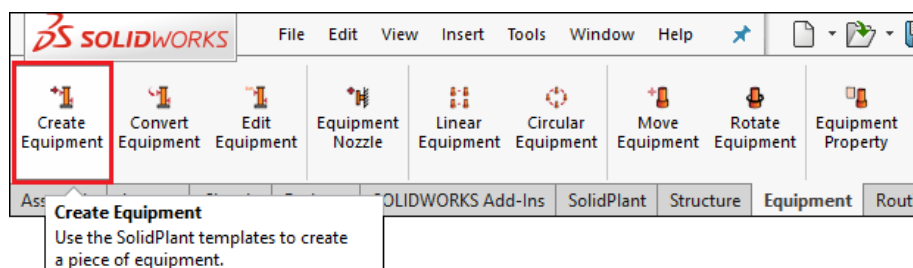 SOLIDWORKS File Edit View Insert Tools Window Help
Create Convert Edit Equipment Linear Circular Move Rotate Equipment
Equipment Equipment Equipment Nozzle Equipment Equipment Equipment Equipment Property
SOLIDWORKS Add-Ins SolidPlant Structure Equipment
Create Equipment
Use the SolidPlant templates to create
a piece of equipment.